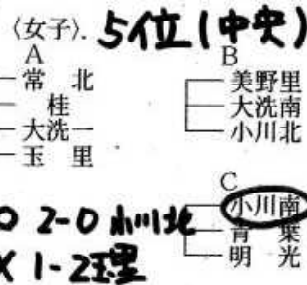 〈女子〉. 5位(中央)
A
常北
桂
大洗一
玉里
B
美野里
大洗南
小川北
C
小川南
青葉
明光
○ 2-0 小川北
× 1-2 玉里